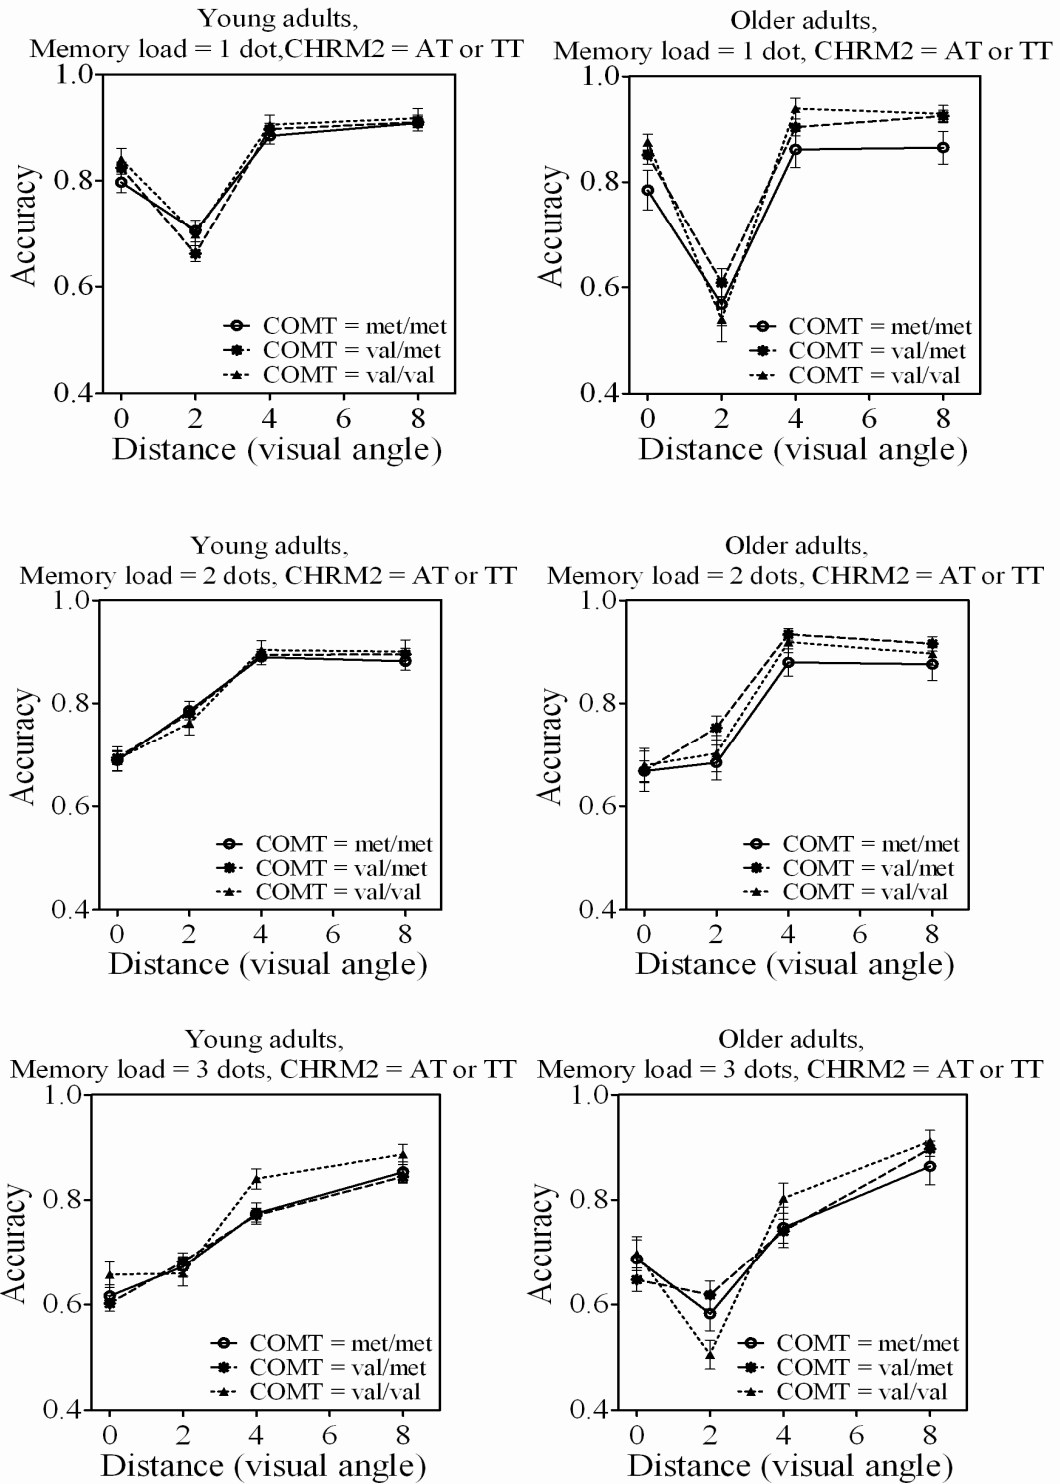 Young adults,
Memory load = 1 dot,CHRM2 = AT or TT
1.0
0.8
0.6
0.4
Accuracy
COMT = met/met
COMT = val/met
COMT = val/val
0 2 4 6 8
Distance (visual angle)
Older adults,
Memory load = 1 dot, CHRM2 = AT or TT
1.0
0.8
0.6
0.4
Accuracy
COMT = met/met
COMT = val/met
COMT = val/val
0 2 4 6 8
Distance (visual angle)
Young adults,
Memory load = 2 dots, CHRM2 = AT or TT
1.0
0.8
0.6
0.4
Accuracy
COMT = met/met
COMT = val/met
COMT = val/val
0 2 4 6 8
Distance (visual angle)
Older adults,
Memory load = 2 dots, CHRM2 = AT or TT
1.0
0.8
0.6
0.4
Accuracy
COMT = met/met
COMT = val/met
COMT = val/val
0 2 4 6 8
Distance (visual angle)
Young adults,
Memory load = 3 dots, CHRM2 = AT or TT
1.0
0.8
0.6
0.4
Accuracy
COMT = met/met
COMT = val/met
COMT = val/val
0 2 4 6 8
Distance (visual angle)
Older adults,
Memory load = 3 dots, CHRM2 = AT or TT
1.0
0.8
0.6
0.4
Accuracy
COMT = met/met
COMT = val/met
COMT = val/val
0 2 4 6 8
Distance (visual angle)